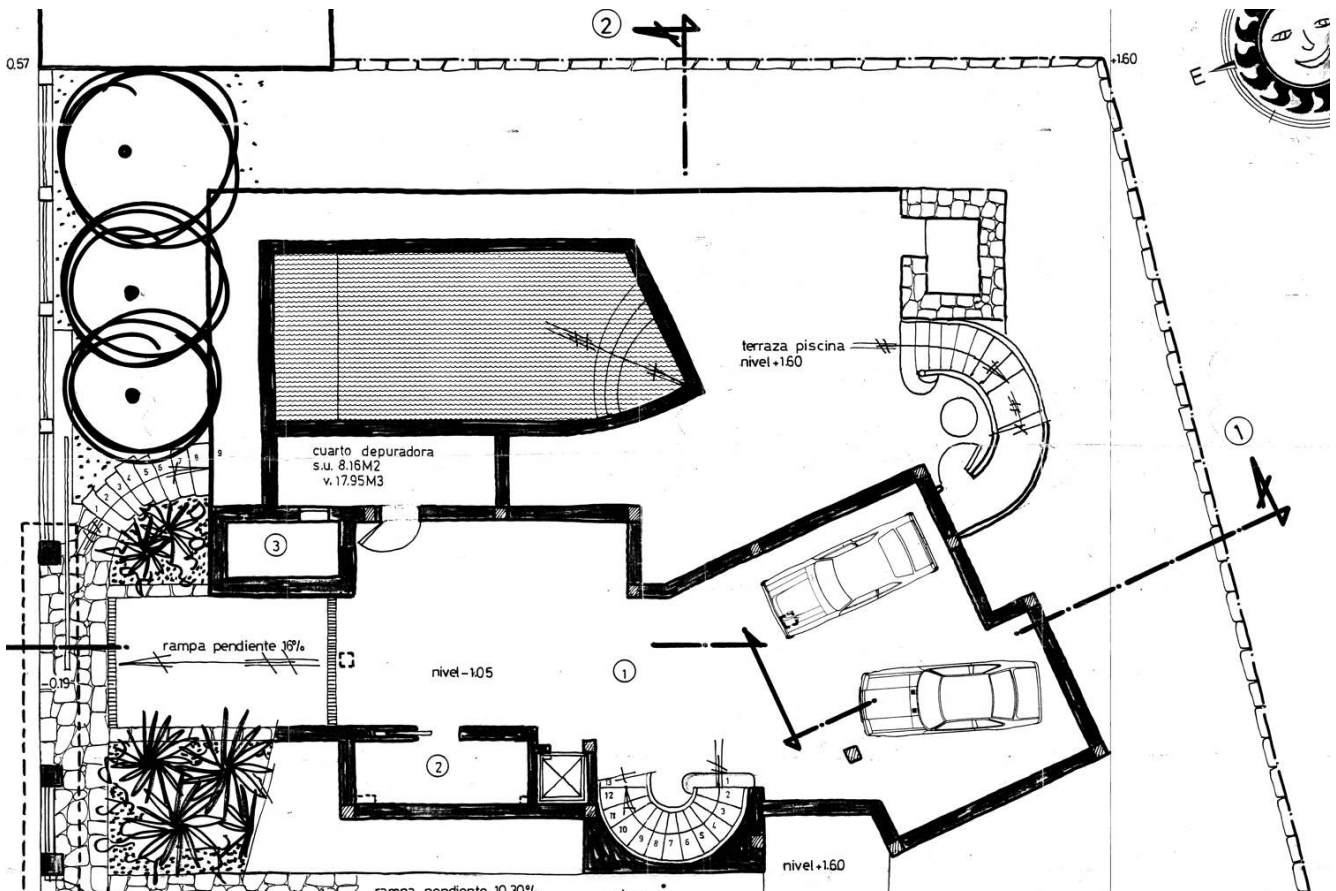 2
0.57
+1.60
E
terraza piscina
nivel +1.60
1
cuarto depuradora
s.u. 8.16M2
v. 17.95M3
1 2 3 4 5 6 7 8 9
3
rampa pendiente 16%
-0.19
nivel-1.05
1
2
13 12 11 10 9 8 7 6 5 4 3 2 1
nivel+1.60
rampa pendiente 10.30%